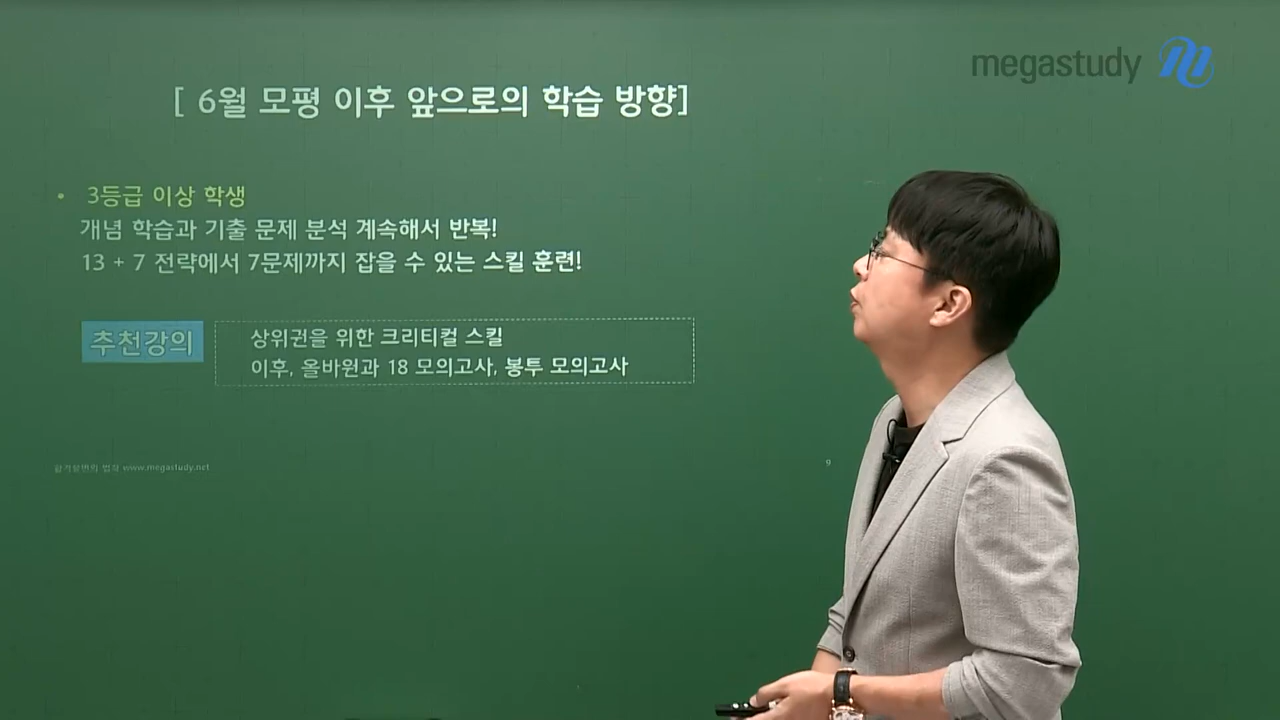 megastudy
[ 6월 모평 이후 앞으로의 학습 방향]
• 3등급 이상 학생
개념 학습과 기출 문제 분석 계속해서 반복!
13 + 7 전략에서 7문제까지 잡을 수 있는 스킬 훈련!
추천강의
상위권을 위한 크리티컬 스킬
이후, 올바원과 18 모의고사, 봉투 모의고사
www.megastudy.net
g